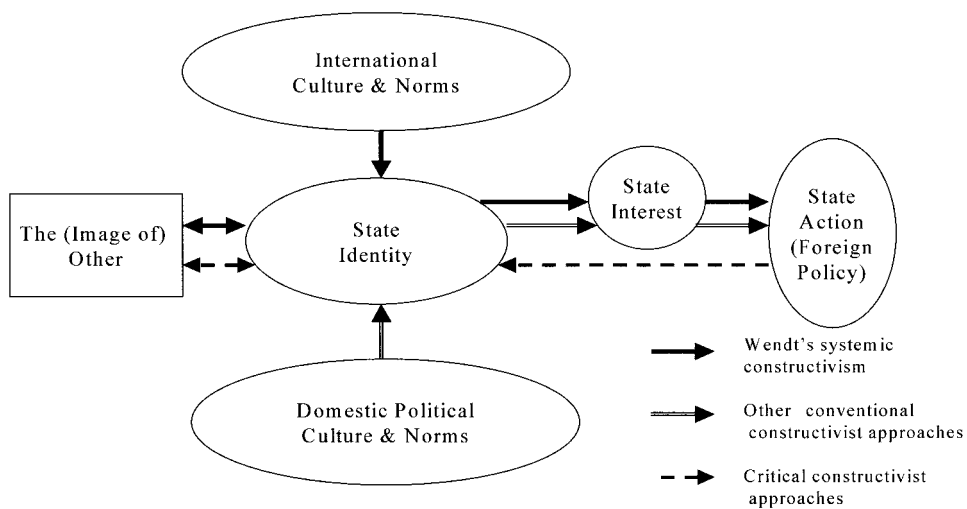 International
Culture & Norms
The (Image of)
Other
State
Identity
State
Interest
State
Action
(Foreign
Policy)
Domestic Political
Culture & Norms
Wendt's systemic
constructivism
Other conventional
constructivist approaches
Critical constructivist
approaches